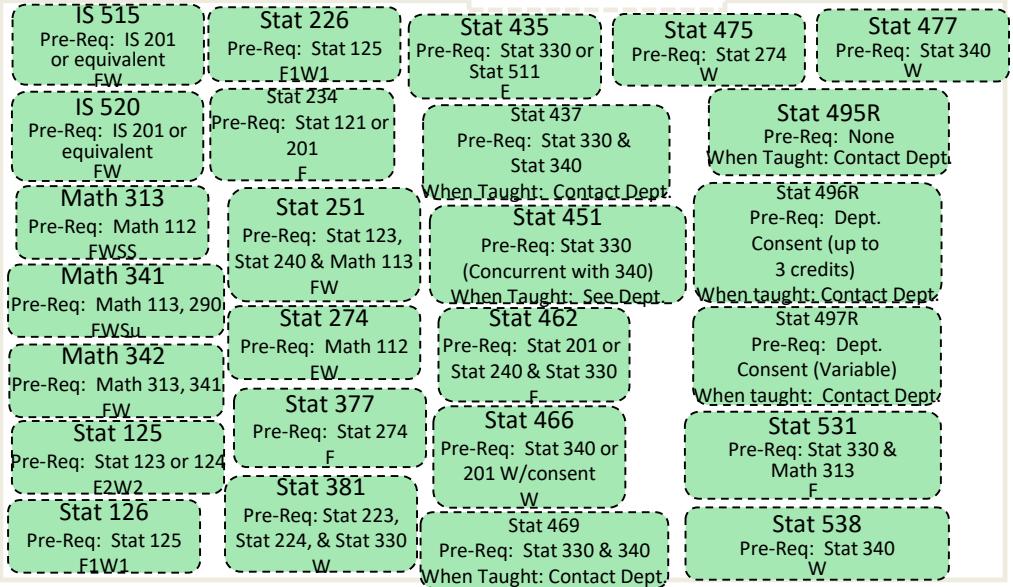 IS 515
Pre-Req: IS 201
or equivalent
FW
IS 520
Pre-Req: IS 201 or
equivalent
FW
Math 313
Pre-Req: Math 112
FWSS
Math 341
Pre-Req: Math 113, 290
FWSu
Math 342
Pre-Req: Math 313, 341
FW
Stat 125
Pre-Req: Stat 123 or 124
F2W2
Stat 126
Pre-Req: Stat 125
F1W1
Stat 226
Pre-Req: Stat 125
F1W1
Stat 234
Pre-Req: Stat 121 or
201
F
Stat 251
Pre-Req: Stat 123,
Stat 240 & Math 113
FW
Stat 274
Pre-Req: Math 112
FW
Stat 377
Pre-Req: Stat 274
F
Stat 381
Pre-Req: Stat 223,
Stat 224, & Stat 330
W
Stat 435
Pre-Req: Stat 330 or
Stat 511
F
Stat 437
Pre-Req: Stat 330 &
Stat 340
When Taught: Contact Dept.
Stat 451
Pre-Req: Stat 330
(Concurrent with 340)
When Taught: See Dept.
Stat 462
Pre-Req: Stat 201 or
Stat 240 & Stat 330
F
Stat 466
Pre-Req: Stat 340 or
201 W/consent
W
Stat 469
Pre-Req: Stat 330 & 340
When Taught: Contact Dept.
Stat 475
Pre-Req: Stat 274
W
Stat 477
Pre-Req: Stat 340
W
Stat 495R
Pre-Req: None
When Taught: Contact Dept.
Stat 496R
Pre-Req: Dept.
Consent (up to
3 credits)
When taught: Contact Dept.
Stat 497R
Pre-Req: Dept.
Consent (Variable)
When taught: Contact Dept.
Stat 531
Pre-Req: Stat 330 &
Math 313
F
Stat 538
Pre-Req: Stat 340
W